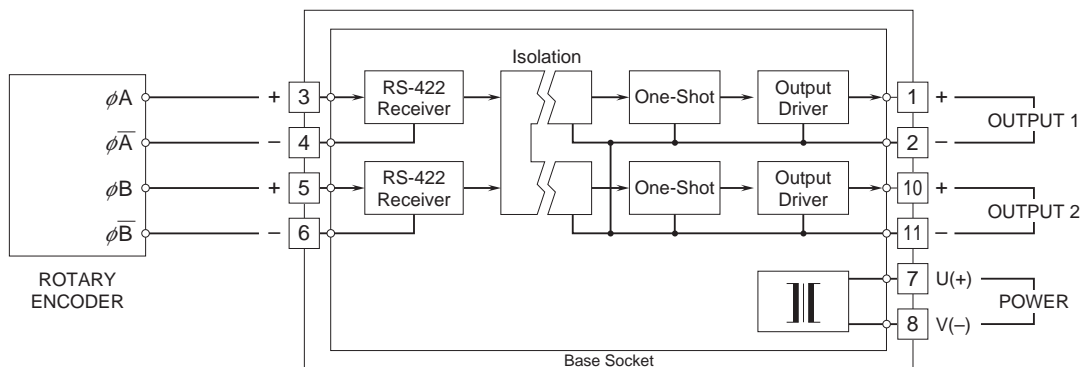 Isolation
φA
+ 3
RS-422
Receiver
One-Shot
Output
Driver
1 +
φA̅
− 4
2 −
OUTPUT 1
φB
+ 5
RS-422
Receiver
One-Shot
Output
Driver
10 +
φB̅
− 6
11 −
OUTPUT 2
ROTARY
ENCODER
7 U(+)
8 V(–)
POWER
Base Socket